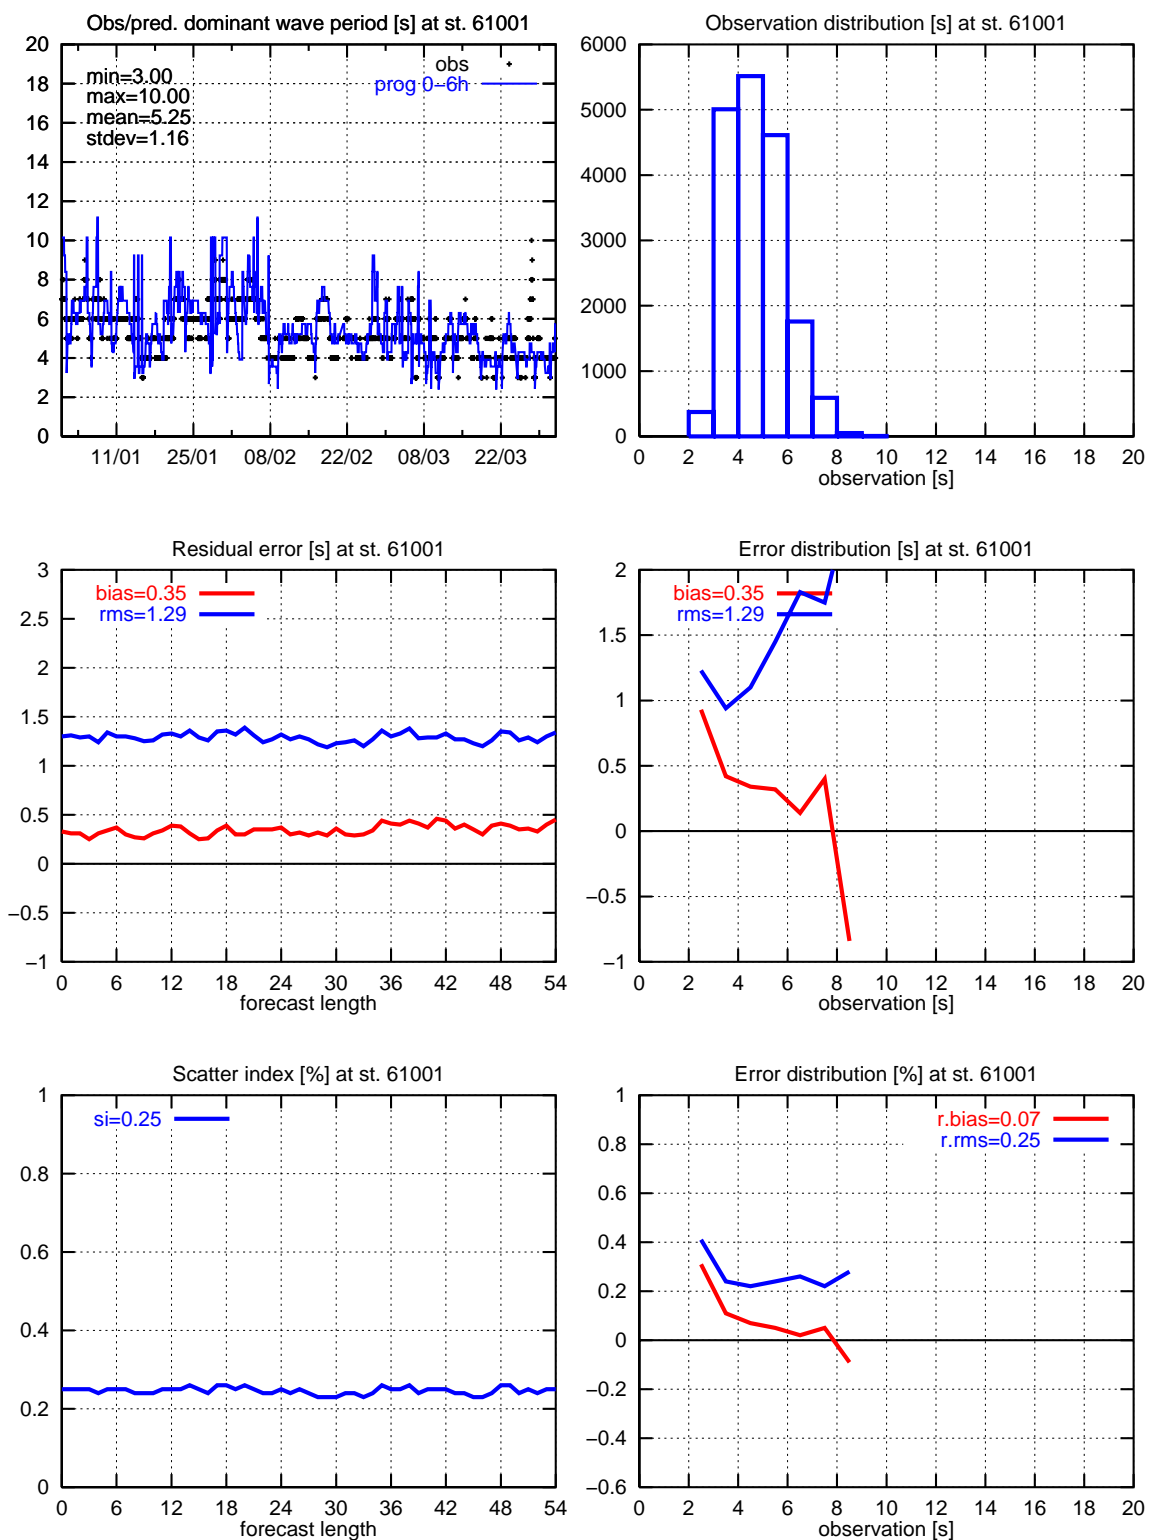 Obs/pred. dominant wave period [s] at st. 61001
20
18
16
14
12
10
8
6
4
2
0
min=3.00
max=10.00
mean=5.25
stdev=1.16
obs
prog 0−6h
11/01 25/01 08/02 22/02 08/03 22/03
Observation distribution [s] at st. 61001
6000
5000
4000
3000
2000
1000
0
0 2 4 6 8 10 12 14 16 18 20
observation [s]
Residual error [s] at st. 61001
3
2.5
2
1.5
1
0.5
0
−0.5
−1
bias=0.35
rms=1.29
0 6 12 18 24 30 36 42 48 54
forecast length
Error distribution [s] at st. 61001
2
1.5
1
0.5
0
−0.5
−1
bias=0.35
rms=1.29
0 2 4 6 8 10 12 14 16 18 20
observation [s]
Scatter index [%] at st. 61001
1
0.8
0.6
0.4
0.2
0
si=0.25
0 6 12 18 24 30 36 42 48 54
forecast length
Error distribution [%] at st. 61001
1
0.8
0.6
0.4
0.2
0
−0.2
−0.4
−0.6
r.bias=0.07
r.rms=0.25
0 2 4 6 8 10 12 14 16 18 20
observation [s]